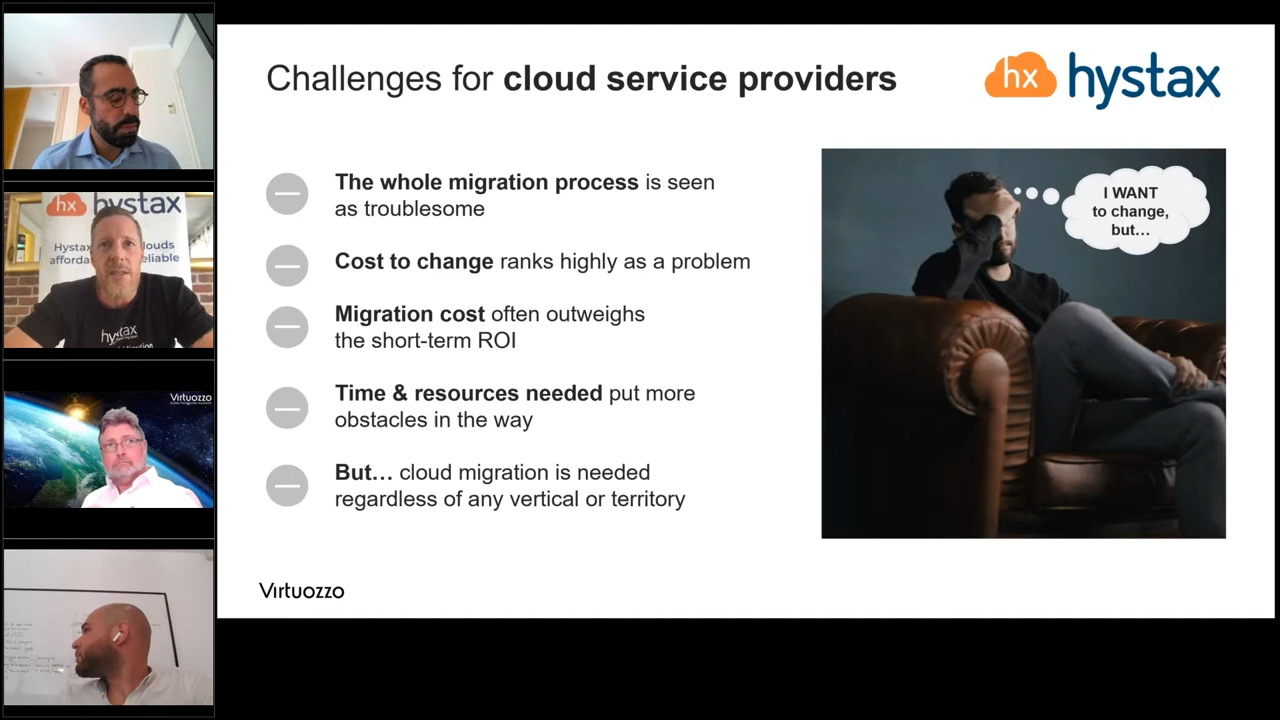 Challenges for cloud service providers
hx hystax
The whole migration process is seen
as troublesome
Cost to change ranks highly as a problem
Migration cost often outweighs
the short-term ROI
Time & resources needed put more
obstacles in the way
But… cloud migration is needed
regardless of any vertical or territory
I WANT
to change,
but…
Virtuozzo
hx hystax
Hystax louds
afforda eliable
hystax
Virtuozzo